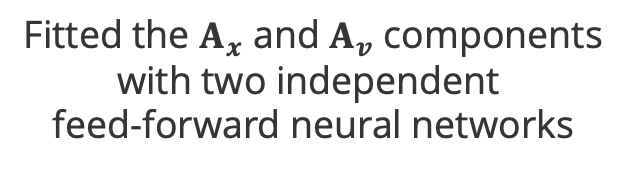 Fitted the Aₓ and Aᵥ components
with two independent
feed-forward neural networks